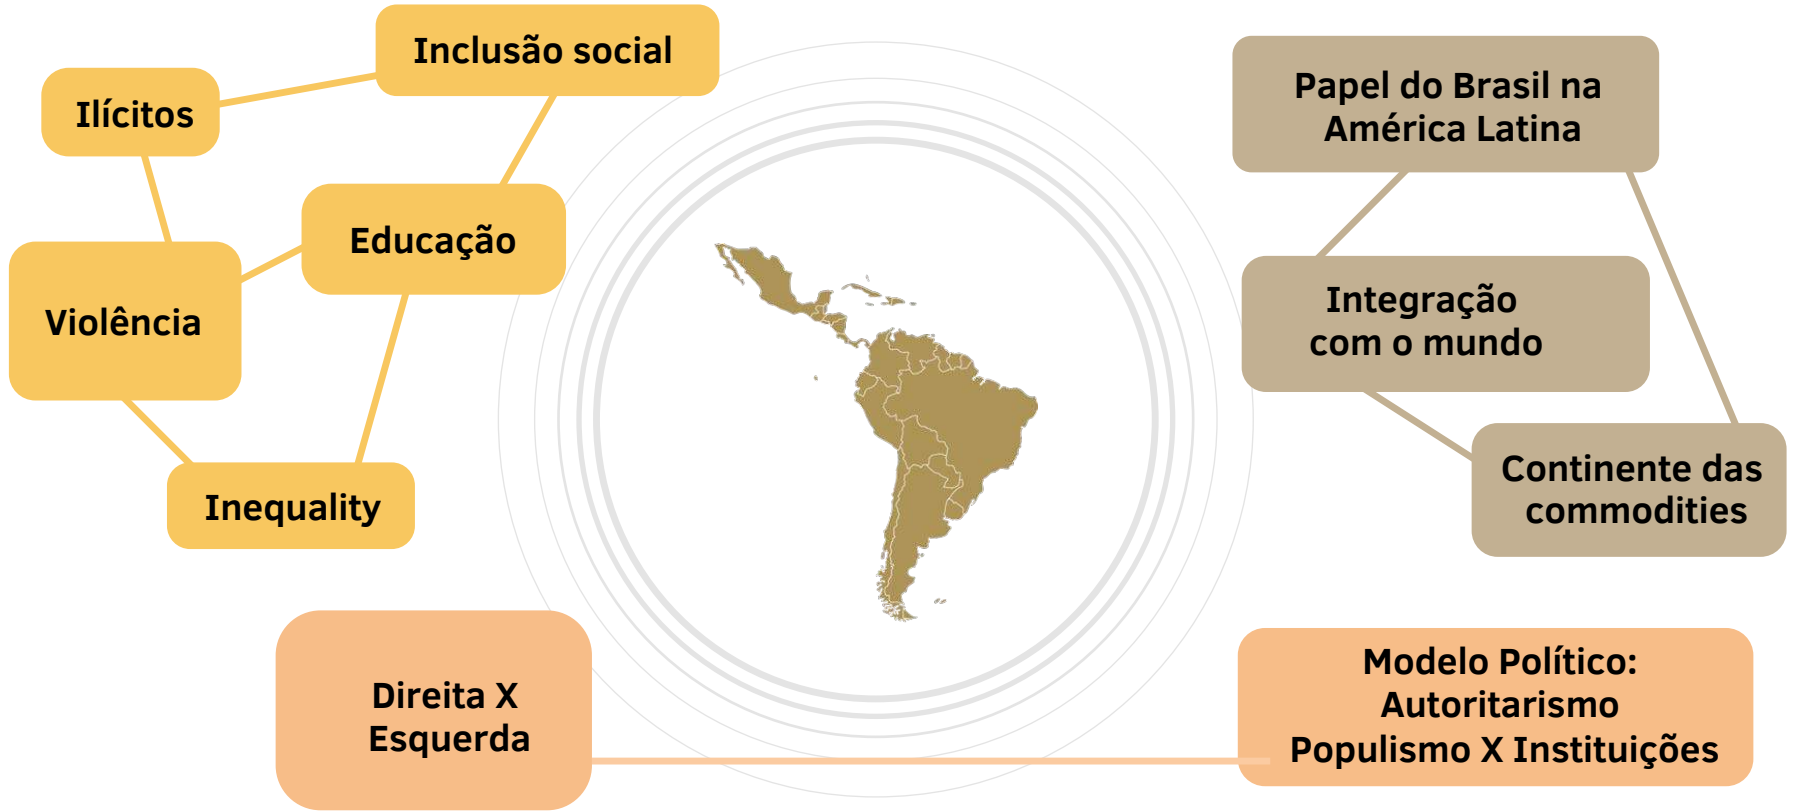 Inclusão social
Ilícitos
Educação
Violência
Inequality
Papel do Brasil na
América Latina
Integração
com o mundo
Continente das
commodities
Direita X
Esquerda
Modelo Político:
Autoritarismo
Populismo X Instituições